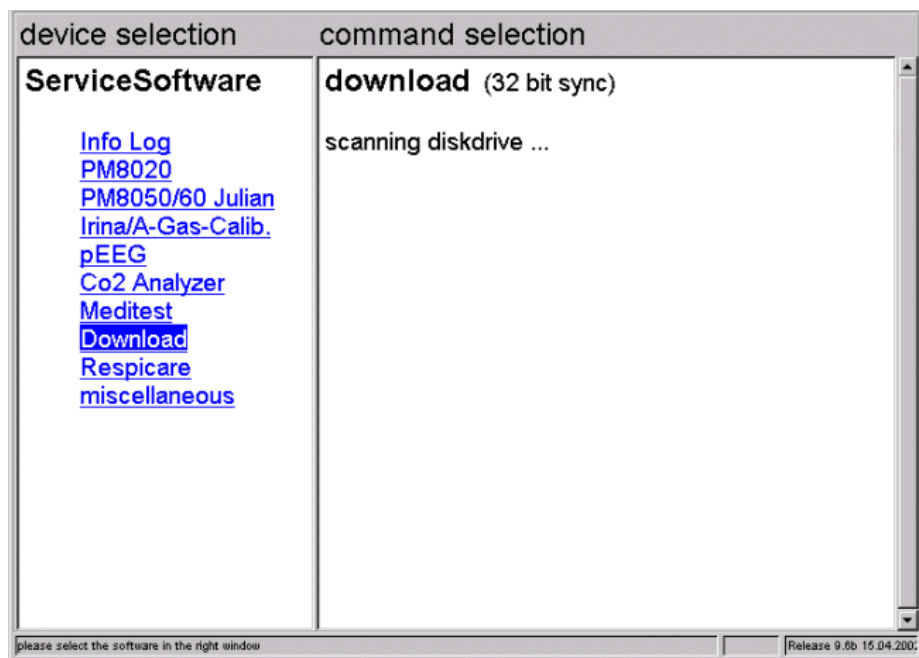 device selection
command selection
ServiceSoftware
Info Log
PM8020
PM8050/60 Julian
Irina/A-Gas-Calib.
pEEG
Co2 Analyzer
Meditest
Download
Respicare
miscellaneous
download (32 bit sync)
scanning diskdrive ...
please select the software in the right window
Release 9.6b 15.04.200